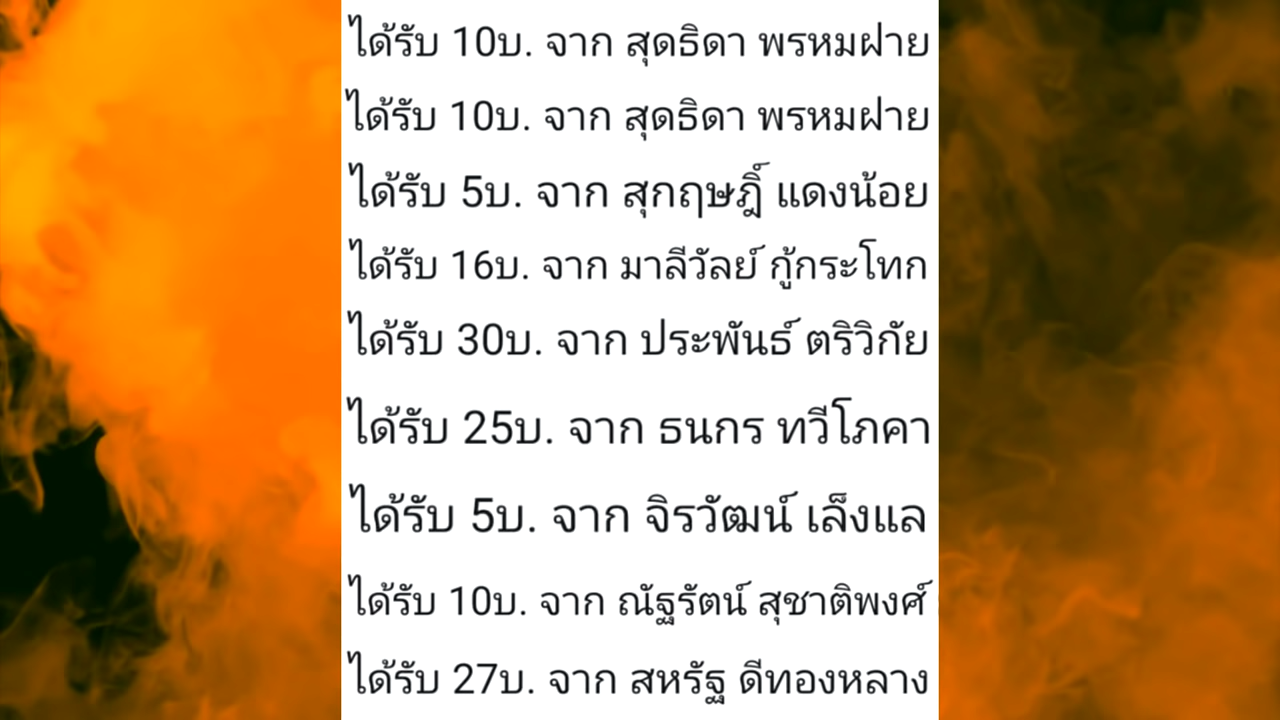 ได้รับ 10บ. จาก สุดธิดา พรหมฝ่าย
ได้รับ 10บ. จาก สุดธิดา พรหมฝ่าย
ได้รับ 5บ. จาก สุกฤษฎิ์ แดงน้อย
ได้รับ 16บ. จาก มาลีวัลย์ กู้กระโทก
ได้รับ 30บ. จาก ประพันธ์ ตริวิกัย
ได้รับ 25บ. จาก ธนกร ทวีโภคา
ได้รับ 5บ. จาก จิรวัฒน์ เล็งแล
ได้รับ 10บ. จาก ณัฐรัตน์ สุชาติพงศ์
ได้รับ 27บ. จาก สหรัฐ ดีทองหลาง